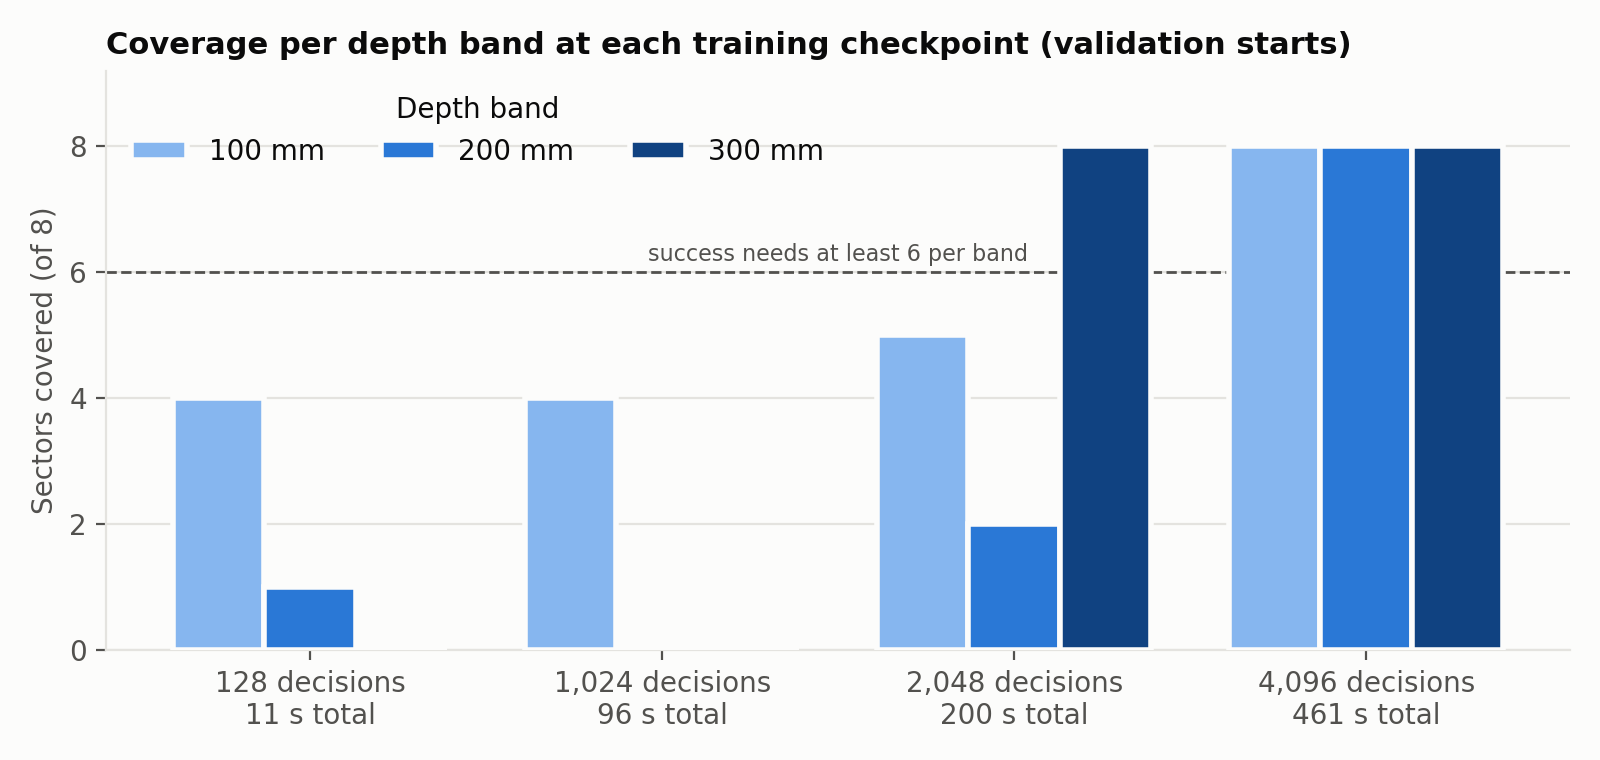 Coverage per depth band at each training checkpoint (validation starts)
Depth band
100 mm 200 mm 300 mm
8
success needs at least 6 per band
6
4
2
0
Sectors covered (of 8)
128 decisions 1,024 decisions 2,048 decisions 4,096 decisions
11 s total 96 s total 200 s total 461 s total